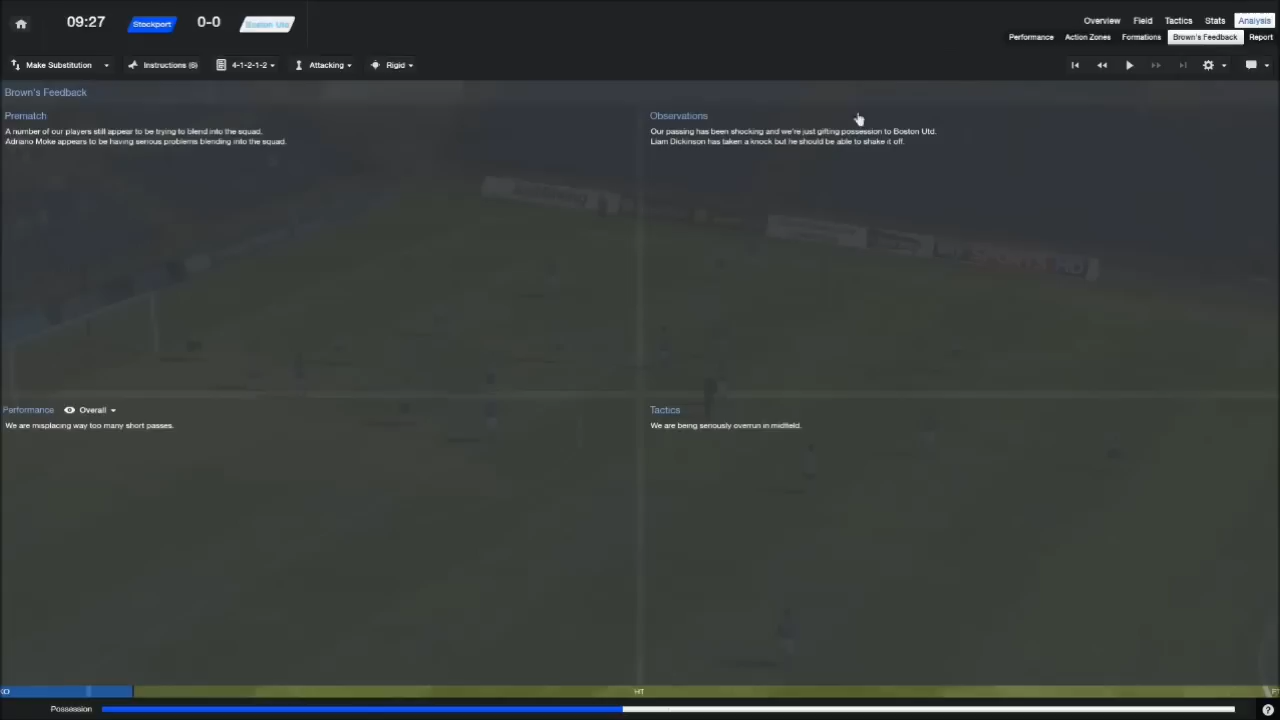 09:27 Stockport 0-0 Boston Utd
Overview Field Tactics Stats Analysis
Performance Action Zones Formations Brown's Feedback Report
Make Substitution Instructions 4-1-2-1-2 Attacking Rigid
Brown's Feedback
Prematch
A number of our players still appear to be trying to blend into the squad.
Adriano Moke appears to be having serious problems blending into the squad.
Observations
Our passing has been shocking and we're just gifting possession to Boston Utd.
Liam Dickinson has taken a knock but he should be able to shake it off.
Performance Overall
We are misplacing way too many short passes.
Tactics
We are being seriously overrun in midfield.
KO HT
Possession